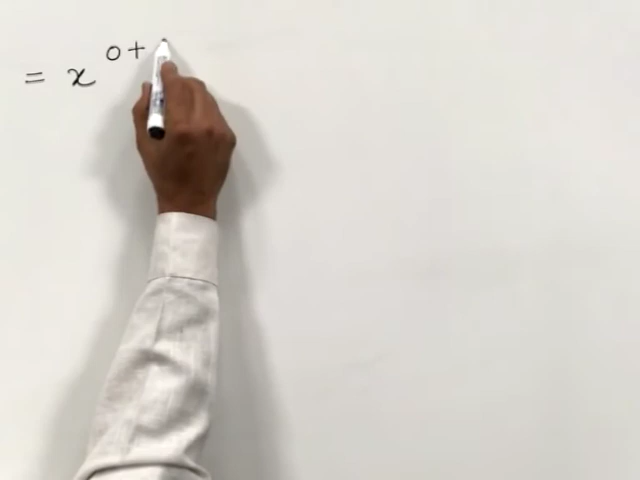 = x^0+